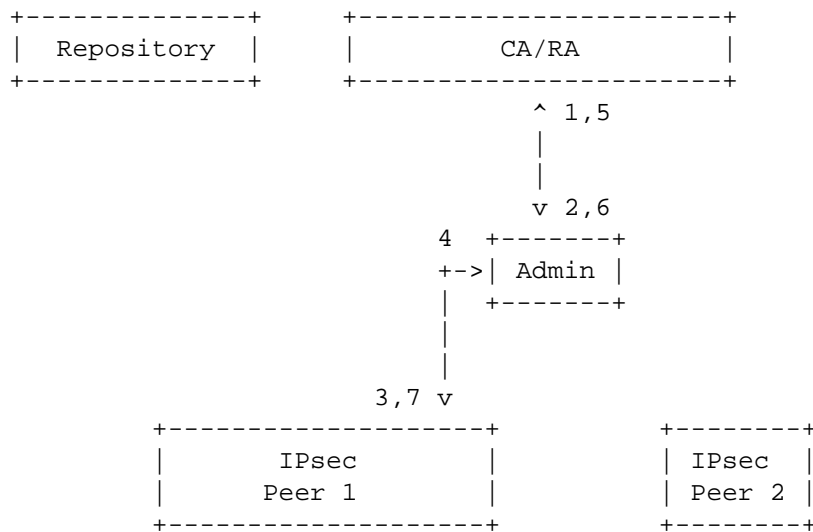 +--------------+     +-----------------------+
|  Repository  |     |         CA/RA         |
+--------------+     +-----------------------+
                                 ^ 1,5
                                 |
                                 |
                                 v 2,6
                           4  +-------+
                           +->| Admin |
                           |  +-------+
                           |
                           |
                       3,7 v
         +--------------------+          +--------+
         |       IPsec        |          | IPsec  |
         |      Peer 1        |          | Peer 2 |
         +--------------------+          +--------+